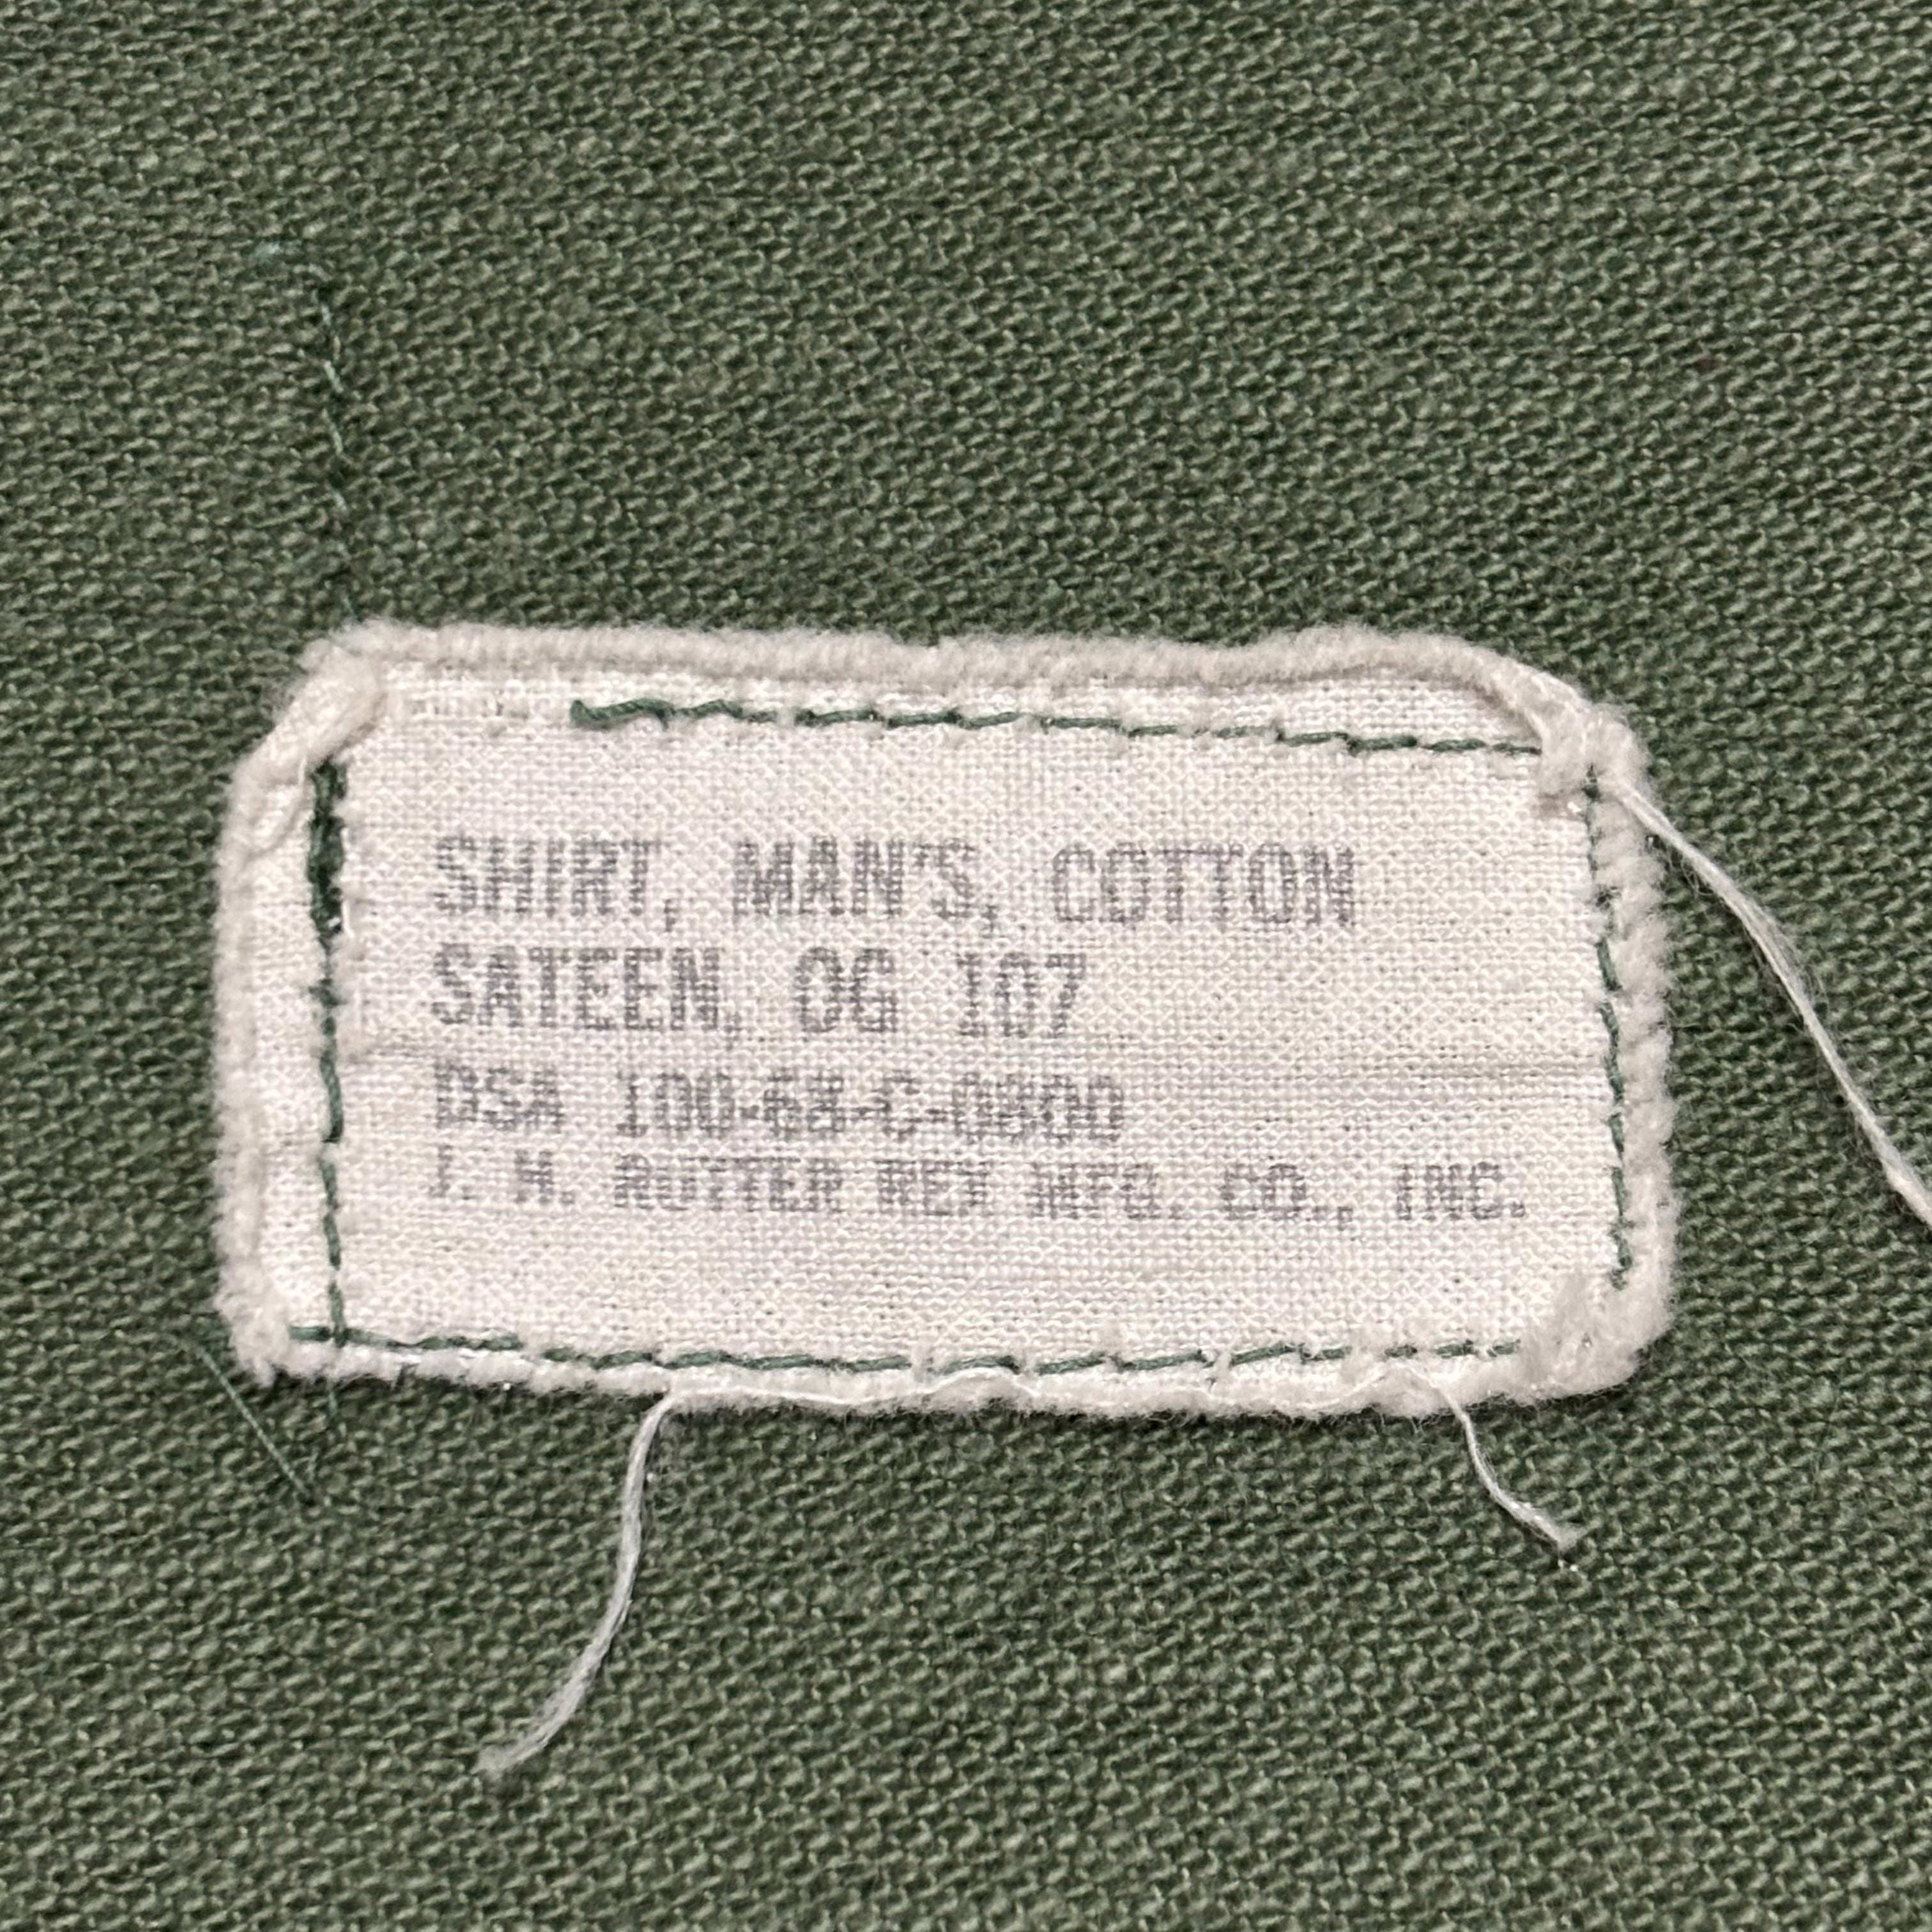 SHIRT, MAN'S, COTTON
SATEEN, OG 107
DSA 100-68-C-0800
J. H. RUTTER REX MFG. CO., INC.